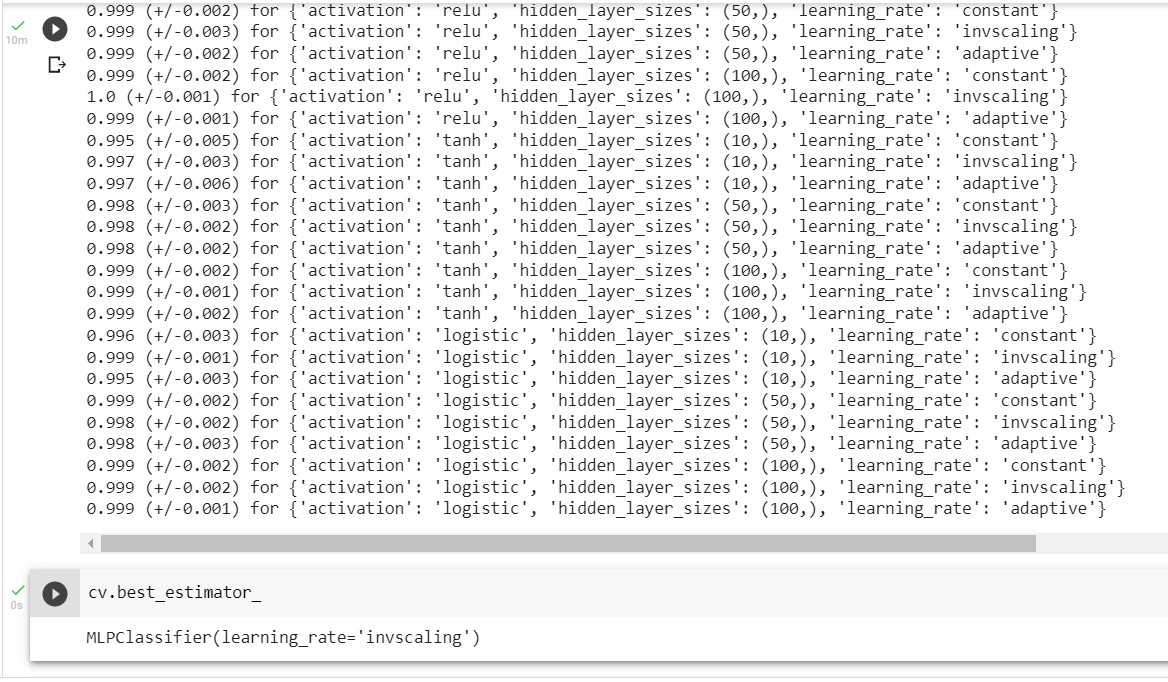 0.999 (+/-0.002) for {'activation': 'relu', 'hidden_layer_sizes': (50,), 'learning_rate': 'constant'}
0.999 (+/-0.003) for {'activation': 'relu', 'hidden_layer_sizes': (50,), 'learning_rate': 'invscaling'}
10m
0.999 (+/-0.002) for {'activation': 'relu', 'hidden_layer_sizes': (50,), 'learning_rate': 'adaptive'}
0.999 (+/-0.002) for {'activation': 'relu', 'hidden_layer_sizes': (100,), 'learning_rate': 'constant'}
1.0 (+/-0.001) for {'activation': 'relu', 'hidden_layer_sizes': (100,), 'learning_rate': 'invscaling'}
0.999 (+/-0.001) for {'activation': 'relu', 'hidden_layer_sizes': (100,), 'learning_rate': 'adaptive'}
0.995 (+/-0.005) for {'activation': 'tanh', 'hidden_layer_sizes': (10,), 'learning_rate': 'constant'}
0.997 (+/-0.003) for {'activation': 'tanh', 'hidden_layer_sizes': (10,), 'learning_rate': 'invscaling'}
0.997 (+/-0.006) for {'activation': 'tanh', 'hidden_layer_sizes': (10,), 'learning_rate': 'adaptive'}
0.998 (+/-0.003) for {'activation': 'tanh', 'hidden_layer_sizes': (50,), 'learning_rate': 'constant'}
0.998 (+/-0.002) for {'activation': 'tanh', 'hidden_layer_sizes': (50,), 'learning_rate': 'invscaling'}
0.998 (+/-0.002) for {'activation': 'tanh', 'hidden_layer_sizes': (50,), 'learning_rate': 'adaptive'}
0.999 (+/-0.002) for {'activation': 'tanh', 'hidden_layer_sizes': (100,), 'learning_rate': 'constant'}
0.999 (+/-0.001) for {'activation': 'tanh', 'hidden_layer_sizes': (100,), 'learning_rate': 'invscaling'}
0.999 (+/-0.002) for {'activation': 'tanh', 'hidden_layer_sizes': (100,), 'learning_rate': 'adaptive'}
0.996 (+/-0.003) for {'activation': 'logistic', 'hidden_layer_sizes': (10,), 'learning_rate': 'constant'}
0.999 (+/-0.001) for {'activation': 'logistic', 'hidden_layer_sizes': (10,), 'learning_rate': 'invscaling'}
0.995 (+/-0.003) for {'activation': 'logistic', 'hidden_layer_sizes': (10,), 'learning_rate': 'adaptive'}
0.999 (+/-0.002) for {'activation': 'logistic', 'hidden_layer_sizes': (50,), 'learning_rate': 'constant'}
0.998 (+/-0.002) for {'activation': 'logistic', 'hidden_layer_sizes': (50,), 'learning_rate': 'invscaling'}
0.998 (+/-0.003) for {'activation': 'logistic', 'hidden_layer_sizes': (50,), 'learning_rate': 'adaptive'}
0.999 (+/-0.002) for {'activation': 'logistic', 'hidden_layer_sizes': (100,), 'learning_rate': 'constant'}
0.999 (+/-0.002) for {'activation': 'logistic', 'hidden_layer_sizes': (100,), 'learning_rate': 'invscaling'}
0.999 (+/-0.001) for {'activation': 'logistic', 'hidden_layer_sizes': (100,), 'learning_rate': 'adaptive'}
cv.best_estimator_
0s
MLPClassifier(learning_rate='invscaling')